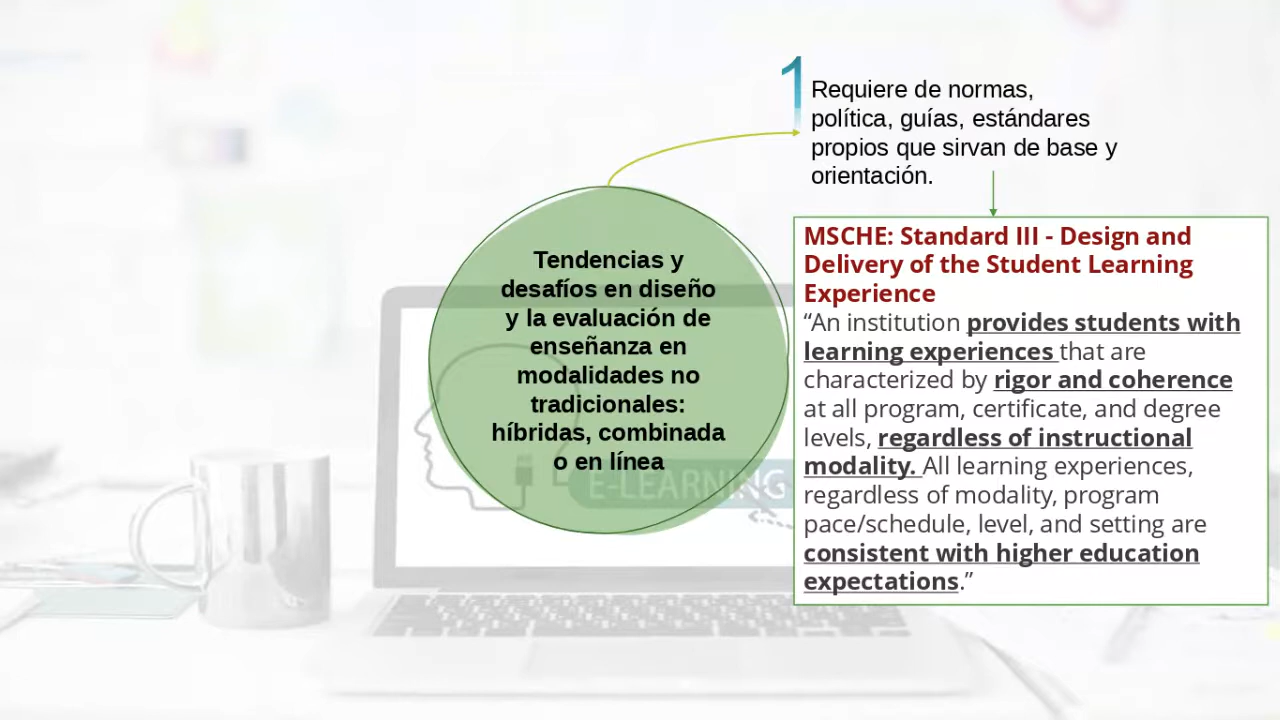 1
Requiere de normas,
política, guías, estándares
propios que sirvan de base y
orientación.
Tendencias y
desafíos en diseño
y la evaluación de
enseñanza en
modalidades no
tradicionales:
híbridas, combinada
o en línea
E-LEARNING
MSCHE: Standard III - Design and
Delivery of the Student Learning
Experience
“An institution provides students with
learning experiences that are
characterized by rigor and coherence
at all program, certificate, and degree
levels, regardless of instructional
modality. All learning experiences,
regardless of modality, program
pace/schedule, level, and setting are
consistent with higher education
expectations.”